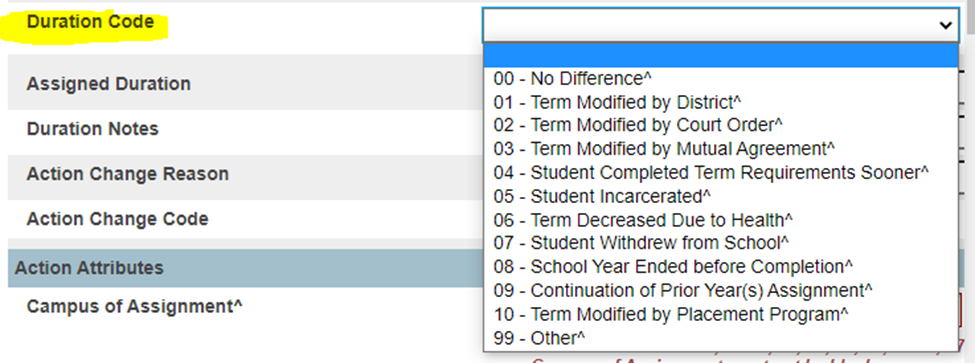 Duration Code
00 - No Difference^
01 - Term Modified by District^
02 - Term Modified by Court Order^
03 - Term Modified by Mutual Agreement^
04 - Student Completed Term Requirements Sooner^
05 - Student Incarcerated^
06 - Term Decreased Due to Health^
07 - Student Withdrew from School^
08 - School Year Ended before Completion^
09 - Continuation of Prior Year(s) Assignment^
10 - Term Modified by Placement Program^
99 - Other^
Assigned Duration
Duration Notes
Action Change Reason
Action Change Code
Action Attributes
Campus of Assignment^